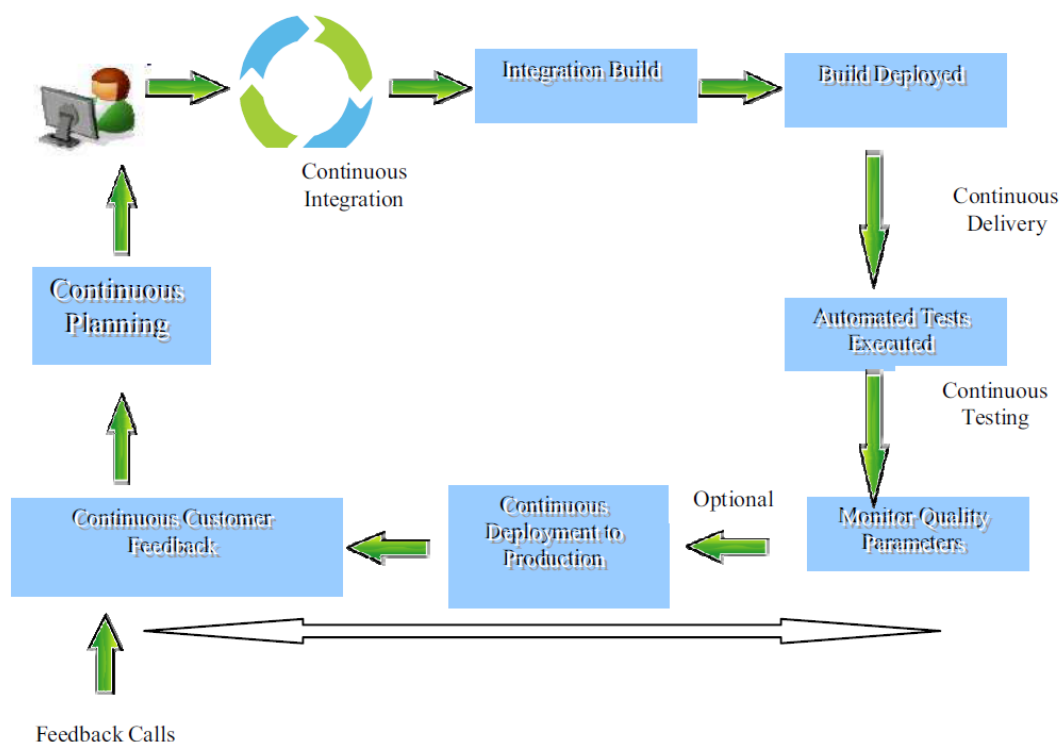 Integration Build
Build Deployed
Continuous
Integration
Continuous
Delivery
Continuous
Planning
Automated Tests
Executed
Continuous
Testing
Optional
Continuous Customer
Feedback
Continuous
Deployment to
Production
Monitor Quality
Parameters
Feedback Calls